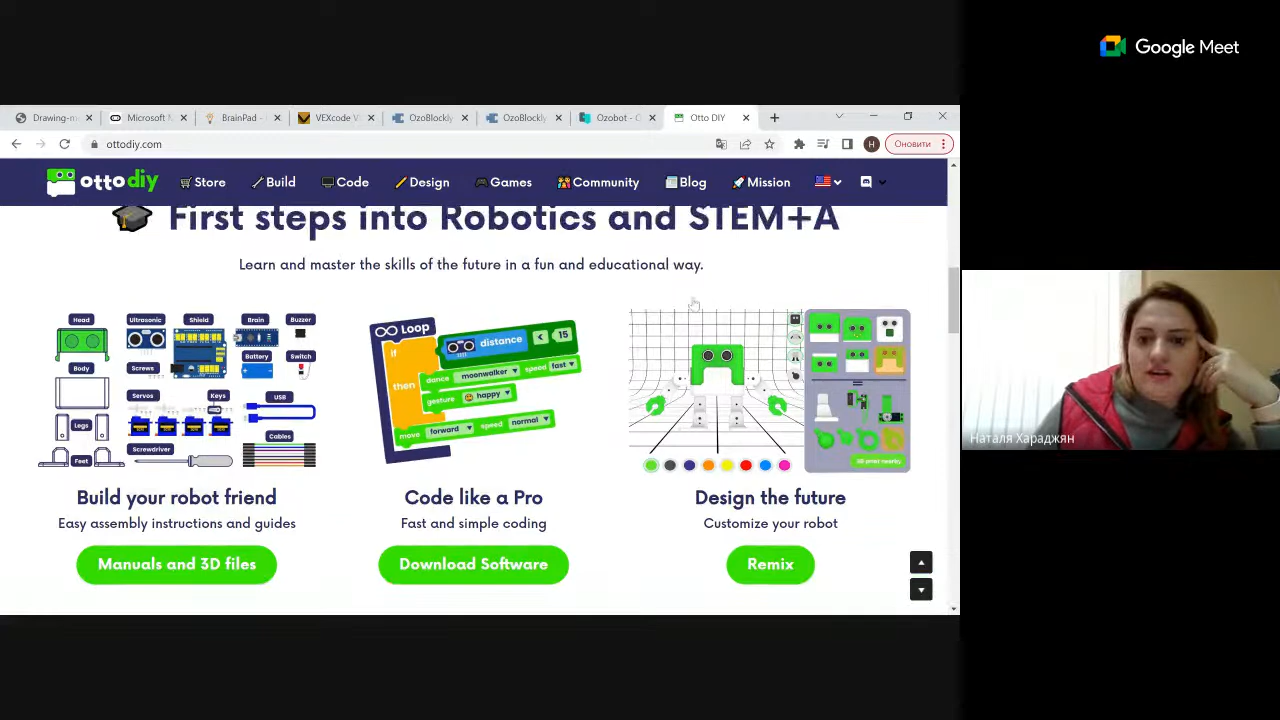 Google Meet
Drawing-m
Microsoft M
BrainPad -
VEXcode V
OzoBlockly
OzoBlockly
Ozobot - O
Otto DIY
ottodiy.com
Н
Оновити
ottodiy
Store
Build
Code
Design
Games
Community
Blog
Mission
First steps into Robotics and STEM+A
Learn and master the skills of the future in a fun and educational way.
Head
Ultrasonic
Shield
Brain
Buzzer
Body
Screws
Battery
Switch
Servos
Keys
USB
Legs
Screwdriver
Cables
Feet
Loop
if
distance < 15
then
dance moonwalker speed fast
gesture happy
move forward speed normal
3D print nearby
Build your robot friend
Easy assembly instructions and guides
Manuals and 3D files
Code like a Pro
Fast and simple coding
Download Software
Design the future
Customize your robot
Remix
Наталя Хараджян